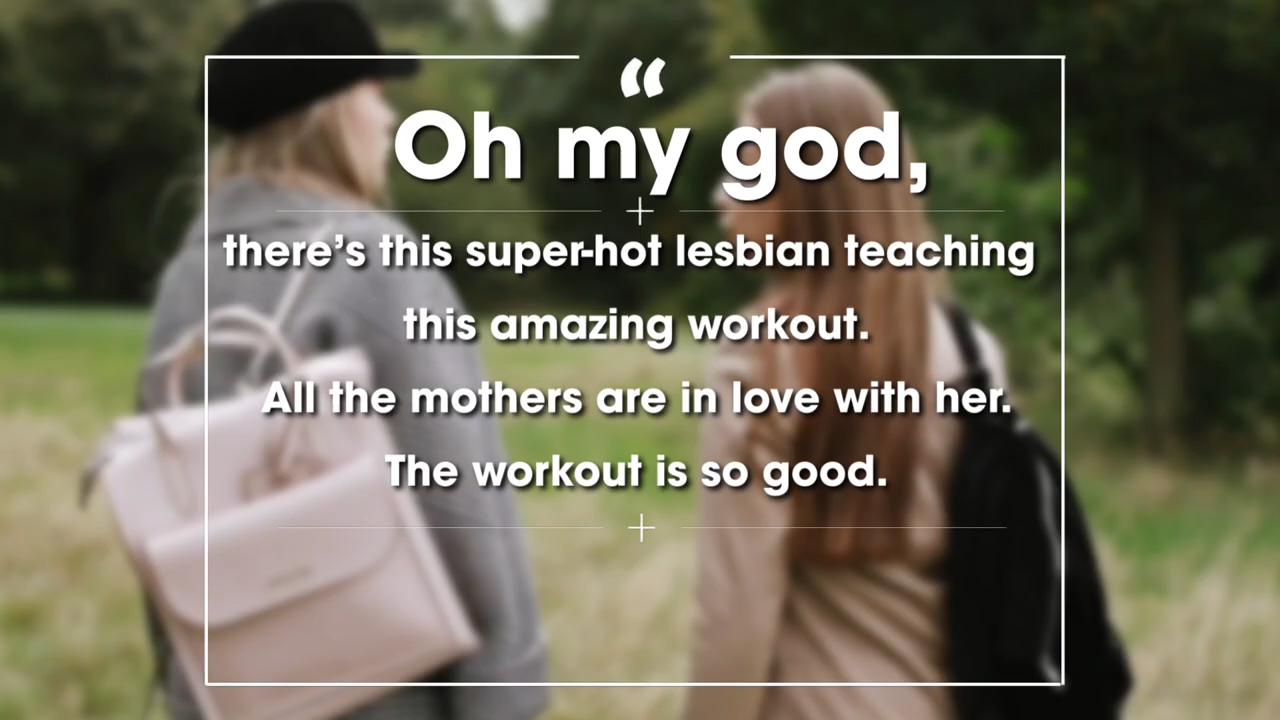 “
Oh my god,
there’s this super-hot lesbian teaching
this amazing workout.
All the mothers are in love with her.
The workout is so good.